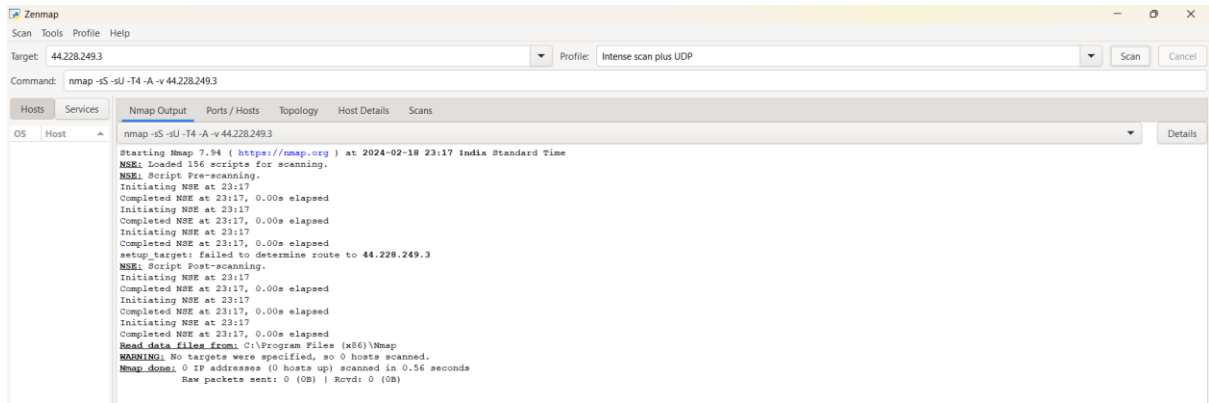 Zenmap
Scan Tools Profile Help
Target: 44.228.249.3 Profile: Intense scan plus UDP Scan Cancel
Command: nmap -sS -sU -T4 -A -v 44.228.249.3
Hosts Services Nmap Output Ports / Hosts Topology Host Details Scans
OS Host nmap -sS -sU -T4 -A -v 44.228.249.3 Details
Starting Nmap 7.94 ( https://nmap.org ) at 2024-02-18 23:17 India Standard Time
NSE: Loaded 156 scripts for scanning.
NSE: Script Pre-scanning.
Initiating NSE at 23:17
Completed NSE at 23:17, 0.00s elapsed
Initiating NSE at 23:17
Completed NSE at 23:17, 0.00s elapsed
Initiating NSE at 23:17
Completed NSE at 23:17, 0.00s elapsed
setup_target: failed to determine route to 44.228.249.3
NSE: Script Post-scanning.
Initiating NSE at 23:17
Completed NSE at 23:17, 0.00s elapsed
Initiating NSE at 23:17
Completed NSE at 23:17, 0.00s elapsed
Initiating NSE at 23:17
Completed NSE at 23:17, 0.00s elapsed
Read data files from: C:\Program Files (x86)\Nmap
WARNING: No targets were specified, so 0 hosts scanned.
Nmap done: 0 IP addresses (0 hosts up) scanned in 0.56 seconds
Raw packets sent: 0 (0B) | Rcvd: 0 (0B)